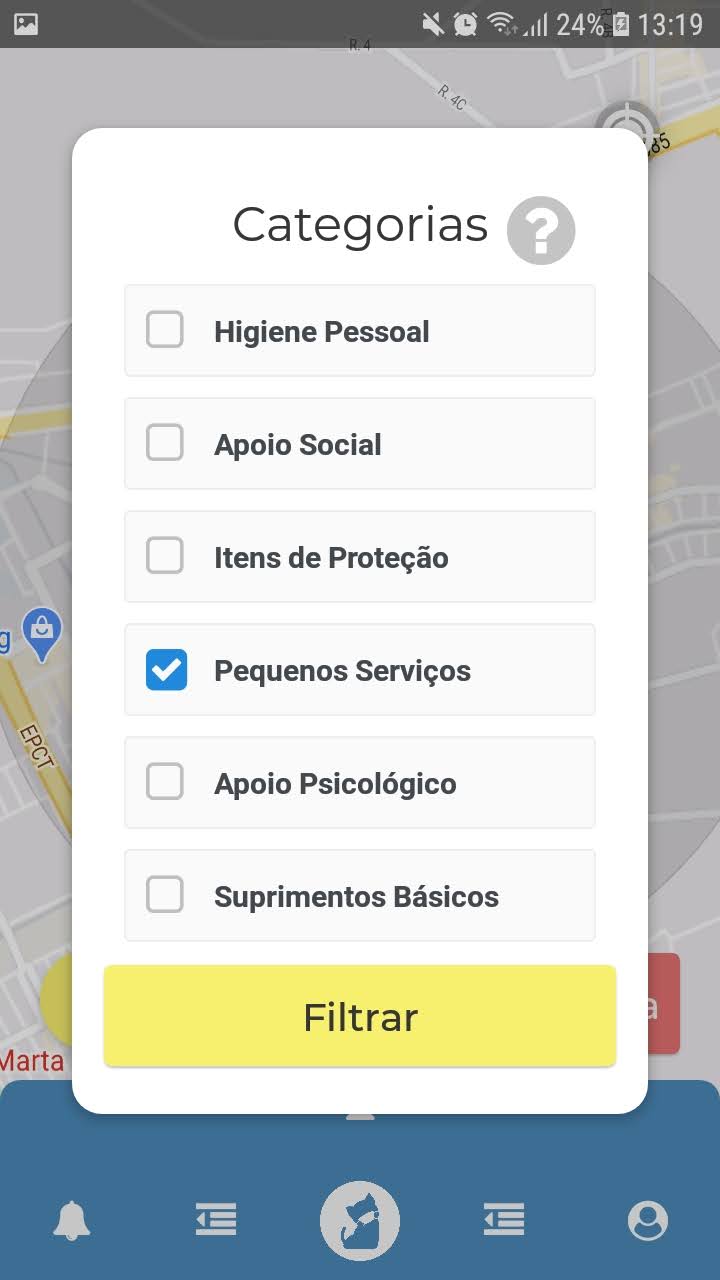 24% 13:19
R. 4
R. 4C
Categorias ?
Higiene Pessoal
Apoio Social
Itens de Proteção
Pequenos Serviços
EPCT
Apoio Psicológico
Suprimentos Básicos
Filtrar
Marta